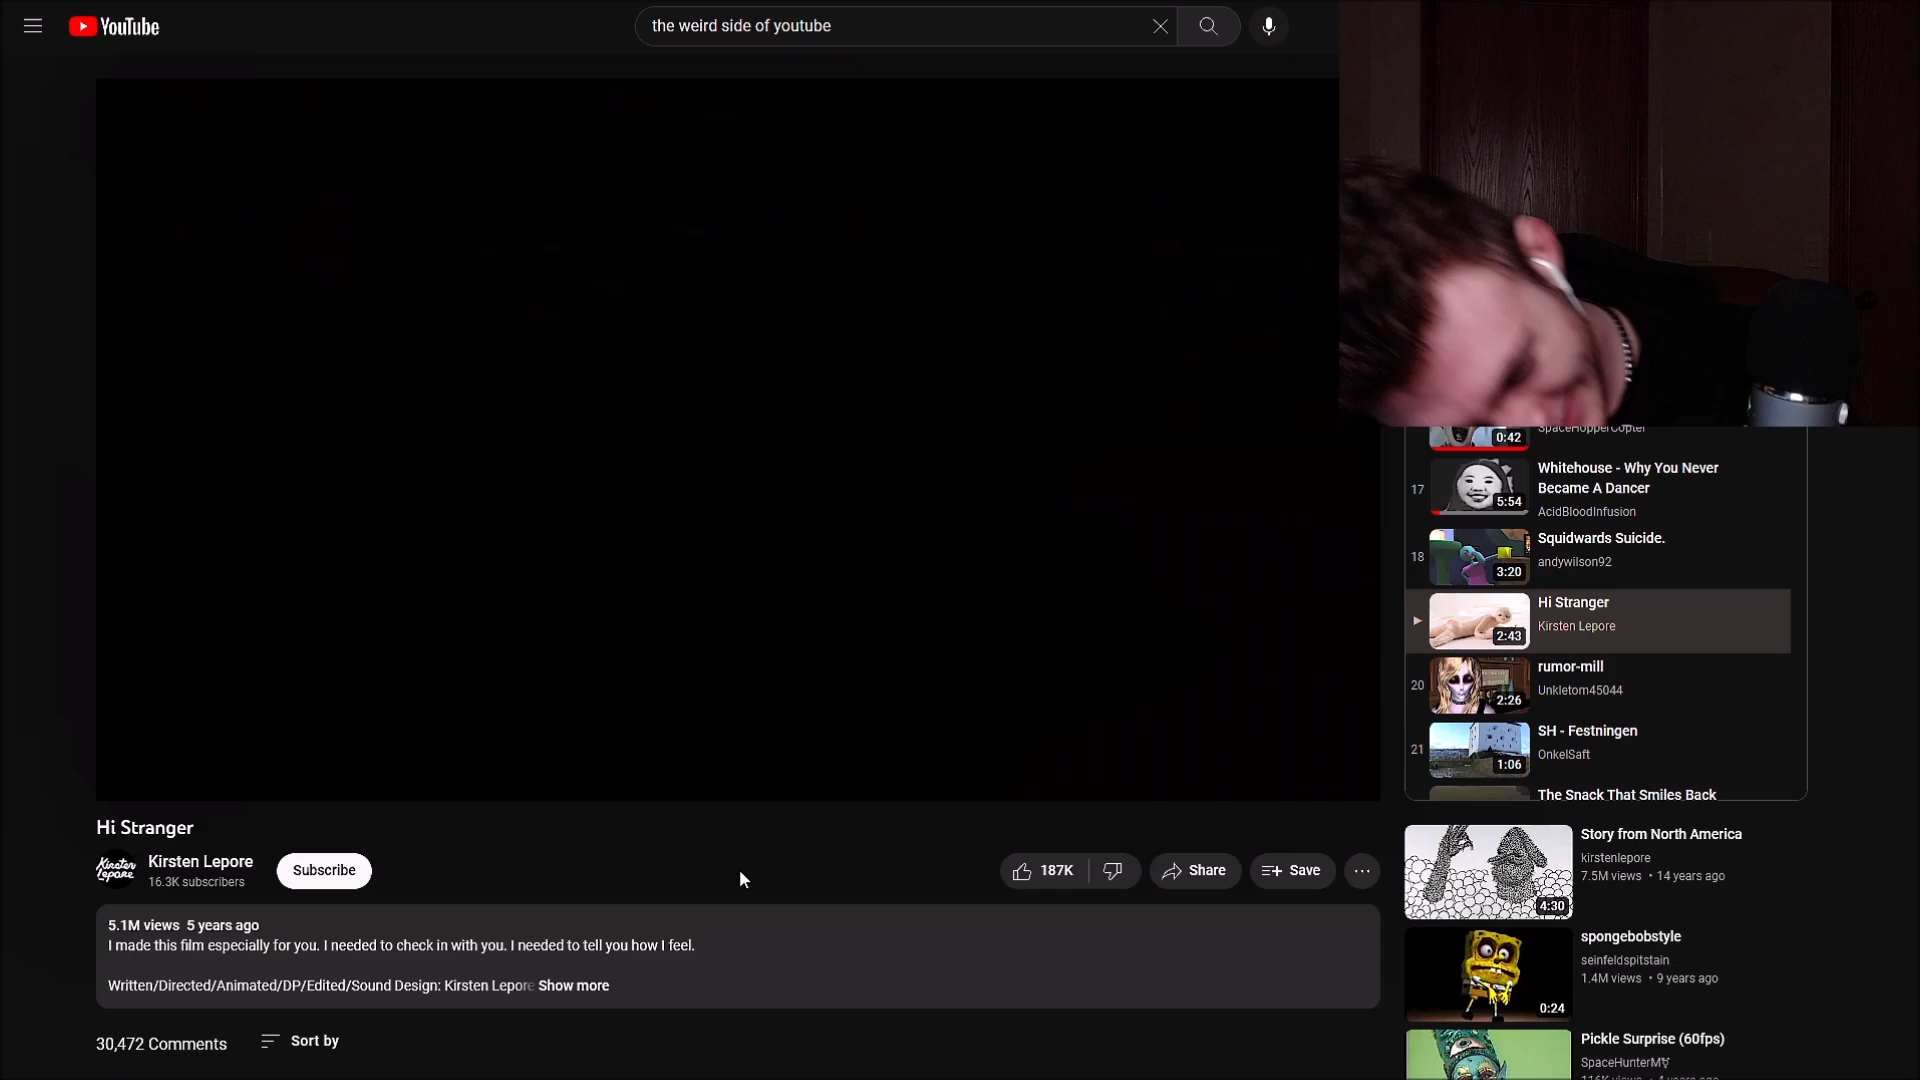 YouTube
the weird side of youtube
0:42
SpaceHopperCopter
17
5:54
Whitehouse - Why You Never
Became A Dancer
AcidBloodInfusion
18
3:20
Squidwards Suicide.
andywilson92
2:43
Hi Stranger
Kirsten Lepore
20
2:26
rumor-mill
Unkletom45044
21
1:06
SH - Festningen
OnkelSaft
The Snack That Smiles Back
Hi Stranger
Kirsten Lepore
Kirsten Lepore
16.3K subscribers
Subscribe
187K
Share
Save
5.1M views 5 years ago
I made this film especially for you. I needed to check in with you. I needed to tell you how I feel.
Written/Directed/Animated/DP/Edited/Sound Design: Kirsten Lepore Show more
30,472 Comments
Sort by
4:30
Story from North America
kirstenlepore
7.5M views • 14 years ago
0:24
spongebobstyle
seinfeldspitstain
1.4M views • 9 years ago
Pickle Surprise (60fps)